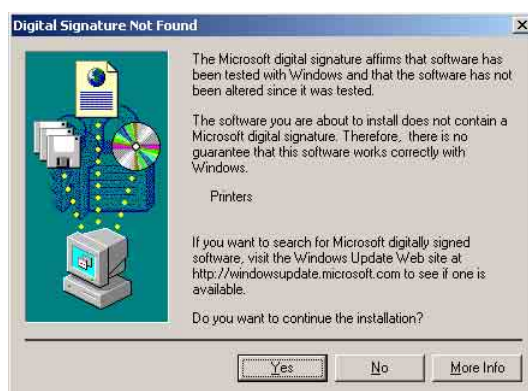 Digital Signature Not Found
The Microsoft digital signature affirms that software has
been tested with Windows and that the software has not
been altered since it was tested.
The software you are about to install does not contain a
Microsoft digital signature. Therefore, there is no
guarantee that this software works correctly with
Windows.
Printers
If you want to search for Microsoft digitally signed
software, visit the Windows Update Web site at
http://windowsupdate.microsoft.com to see if one is
available.
Do you want to continue the installation?
Yes No More Info